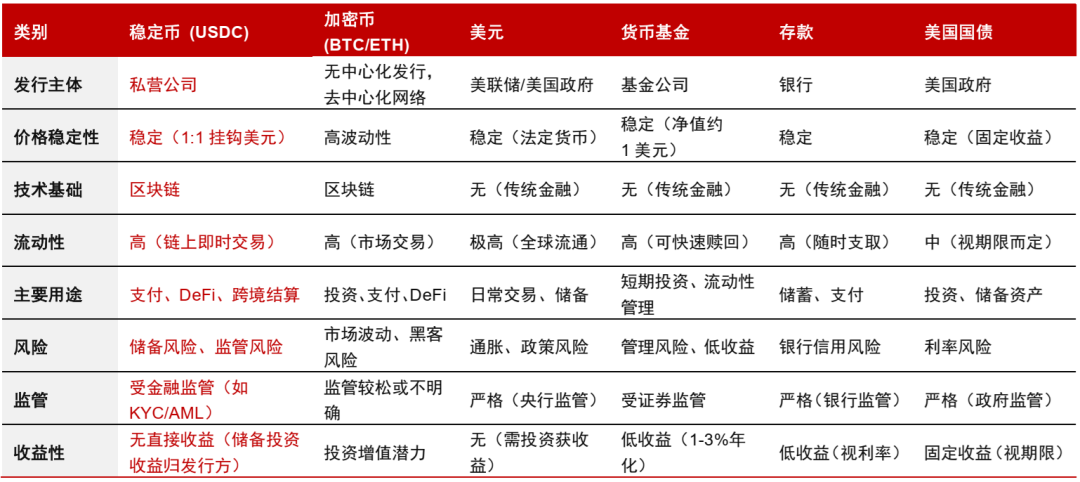 类别 稳定币 (USDC) 加密币 (BTC/ETH) 美元 货币基金 存款 美国国债
发行主体 私营公司 无中心化发行，去中心化网络 美联储/美国政府 基金公司 银行 美国政府
价格稳定性 稳定（1:1 挂钩美元） 高波动性 稳定（法定货币） 稳定（净值约 1 美元） 稳定 稳定（固定收益）
技术基础 区块链 区块链 无（传统金融） 无（传统金融） 无（传统金融） 无（传统金融）
流动性 高（链上即时交易） 高（市场交易） 极高（全球流通） 高（可快速赎回） 高（随时支取） 中（视期限而定）
主要用途 支付、DeFi、跨境结算 投资、支付、DeFi 日常交易、储备 短期投资、流动性管理 储蓄、支付 投资、储备资产
风险 储备风险、监管风险 市场波动、黑客风险 通胀、政策风险 管理风险、低收益 银行信用风险 利率风险
监管 受金融监管（如 KYC/AML） 监管较松或不明确 严格（央行监管） 受证券监管 严格（银行监管） 严格（政府监管）
收益性 无直接收益（储备投资收益归发行方） 投资增值潜力 无（需投资获收益） 低收益（1-3%年化） 低收益（视利率） 固定收益（视期限）